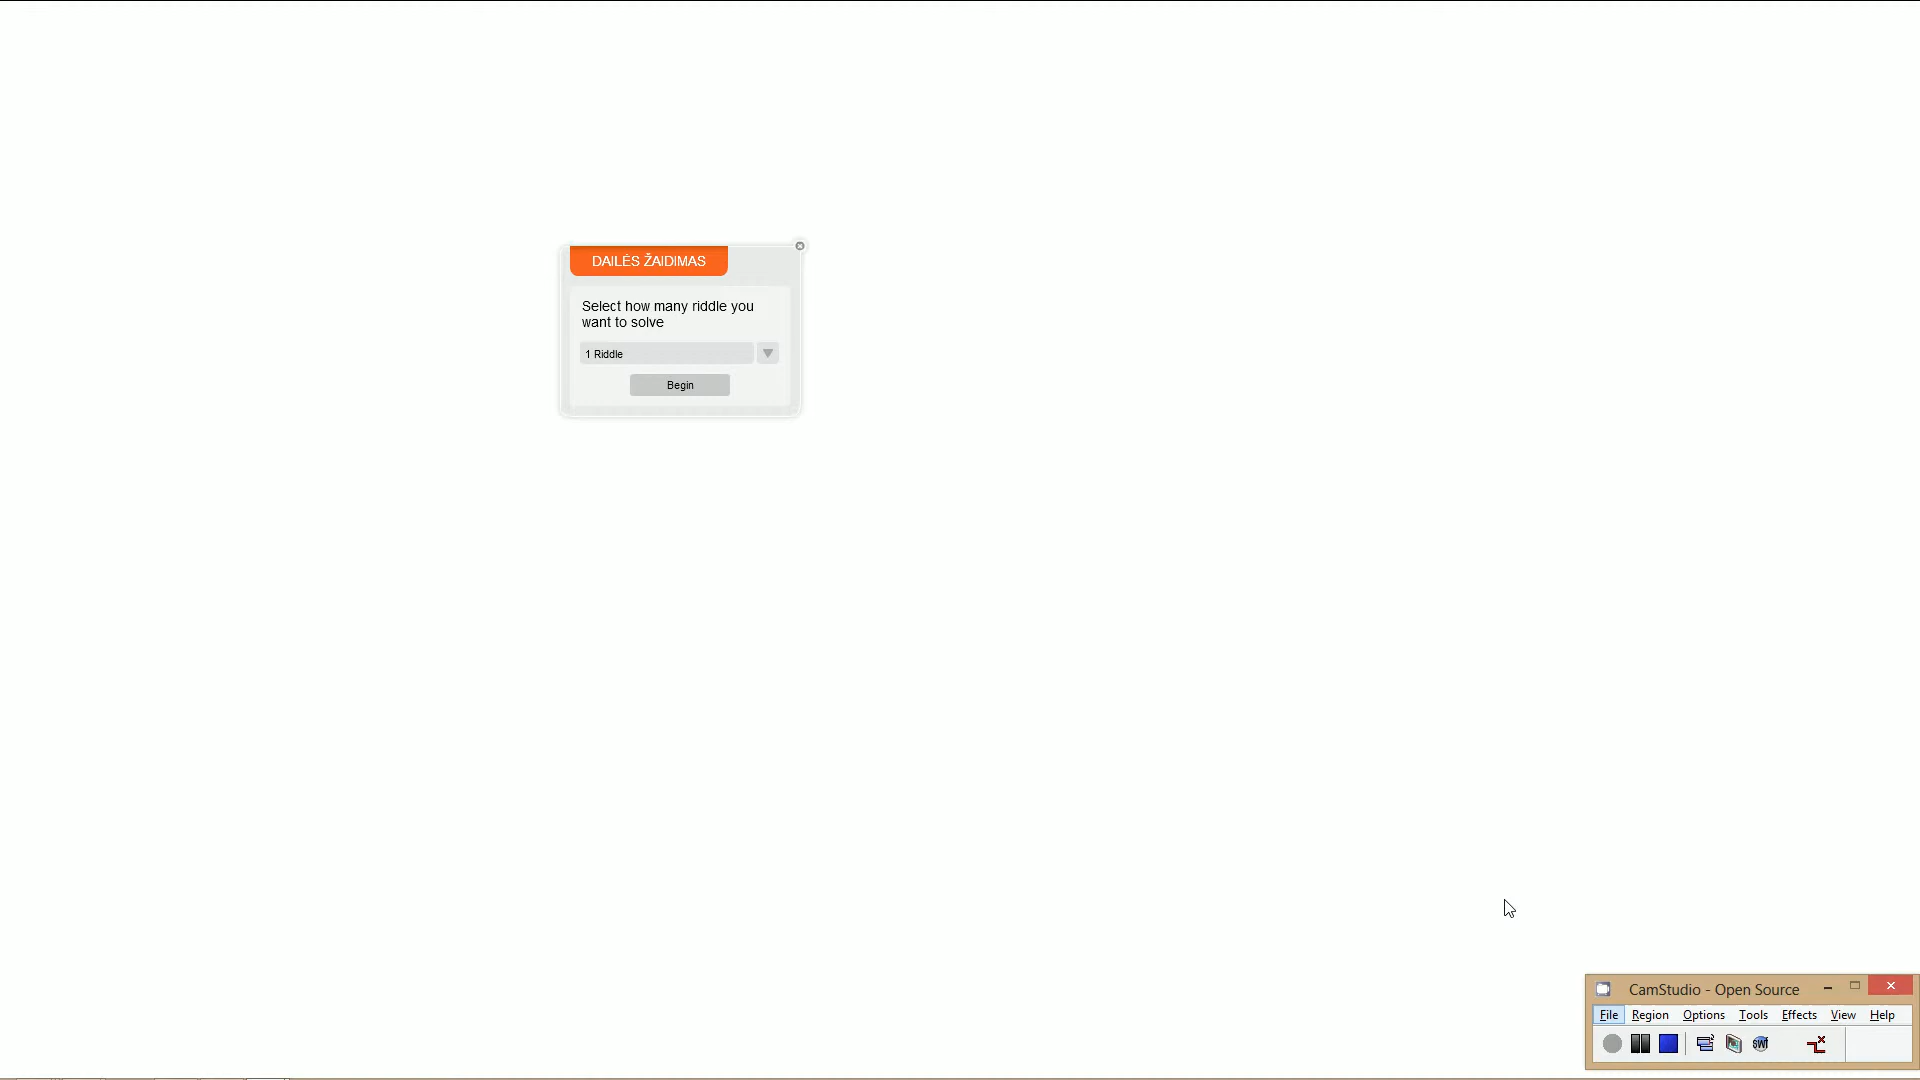 DAILĖS ŽAIDIMAS
Select how many riddle you
want to solve
1 Riddle
Begin
CamStudio - Open Source
File Region Options Tools Effects View Help
SWF